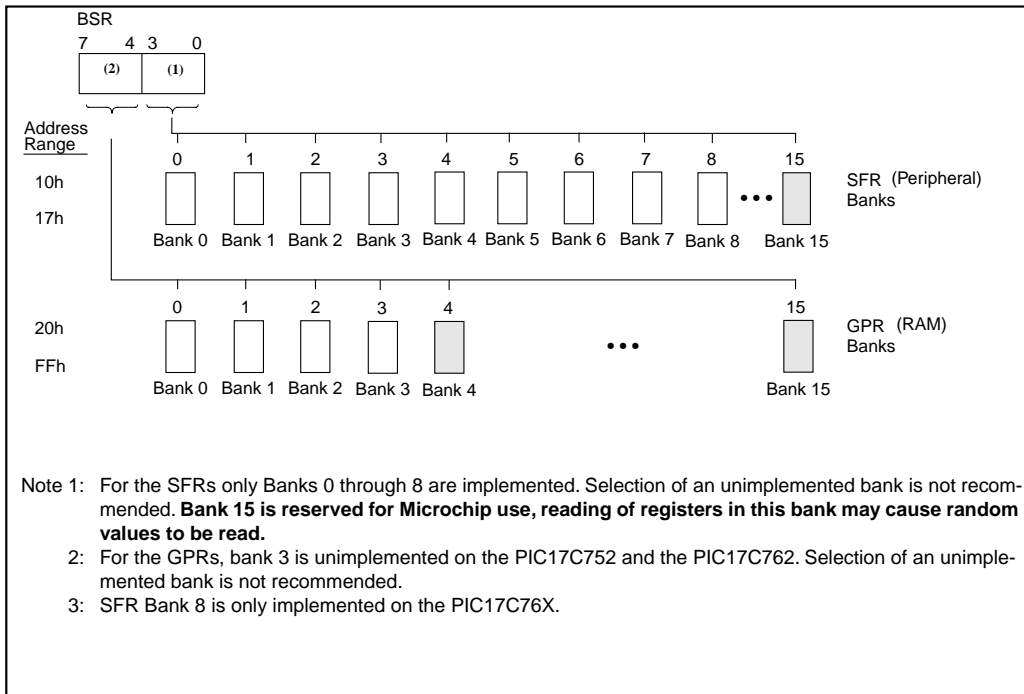 BSR
7 4 3 0
(2) (1)
Address
Range
0 1 2 3 4 5 6 7 8 15
10h
17h
SFR (Peripheral)
Banks
•••
Bank 0 Bank 1 Bank 2 Bank 3 Bank 4 Bank 5 Bank 6 Bank 7 Bank 8 Bank 15
0 1 2 3 4 15
20h
FFh
GPR (RAM)
Banks
•••
Bank 0 Bank 1 Bank 2 Bank 3 Bank 4 Bank 15
Note 1: For the SFRs only Banks 0 through 8 are implemented. Selection of an unimplemented bank is not recom-
mended. Bank 15 is reserved for Microchip use, reading of registers in this bank may cause random
values to be read.
2: For the GPRs, bank 3 is unimplemented on the PIC17C752 and the PIC17C762. Selection of an unimple-
mented bank is not recommended.
3: SFR Bank 8 is only implemented on the PIC17C76X.